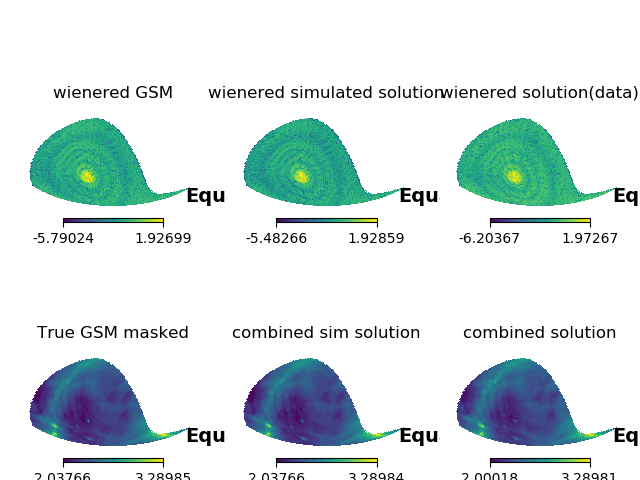 wienered GSM
wienered simulated solution
wienered solution(data)
Equ
Equ
Eq
-5.79024 1.92699
-5.48266 1.92859
-6.20367 1.97267
True GSM masked
combined sim solution
combined solution
Equ
Equ
Eq
2.03766 3.28985
2.03766 3.28984
2.00018 3.28981